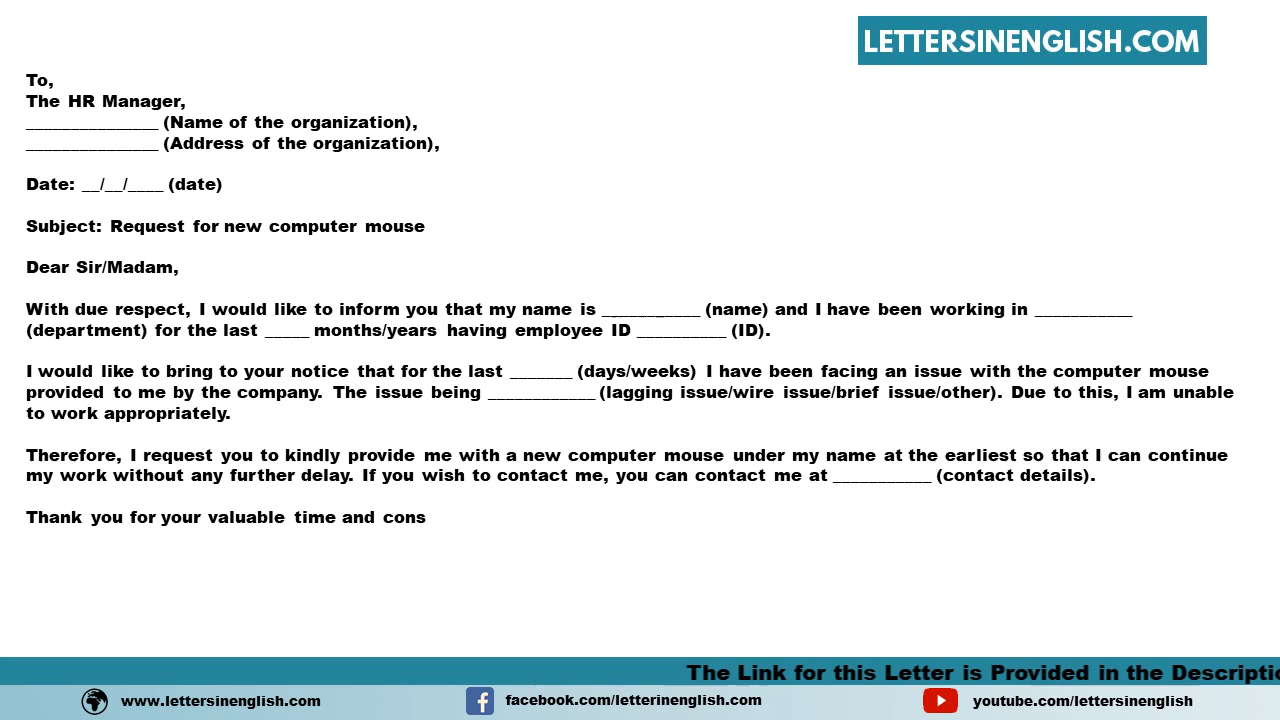 LETTERSINENGLISH.COM
To,
The HR Manager,
_______________ (Name of the organization),
_______________ (Address of the organization),
Date: __/__/____ (date)
Subject: Request for new computer mouse
Dear Sir/Madam,
With due respect, I would like to inform you that my name is ___________ (name) and I have been working in ___________
(department) for the last _____ months/years having employee ID __________ (ID).
I would like to bring to your notice that for the last _______ (days/weeks) I have been facing an issue with the computer mouse
provided to me by the company. The issue being ____________ (lagging issue/wire issue/brief issue/other). Due to this, I am unable
to work appropriately.
Therefore, I request you to kindly provide me with a new computer mouse under my name at the earliest so that I can continue
my work without any further delay. If you wish to contact me, you can contact me at ___________ (contact details).
Thank you for your valuable time and cons
The Link for this Letter is Provided in the Descriptio
www.lettersinenglish.com facebook.com/letterinenglish.com youtube.com/lettersinenglish